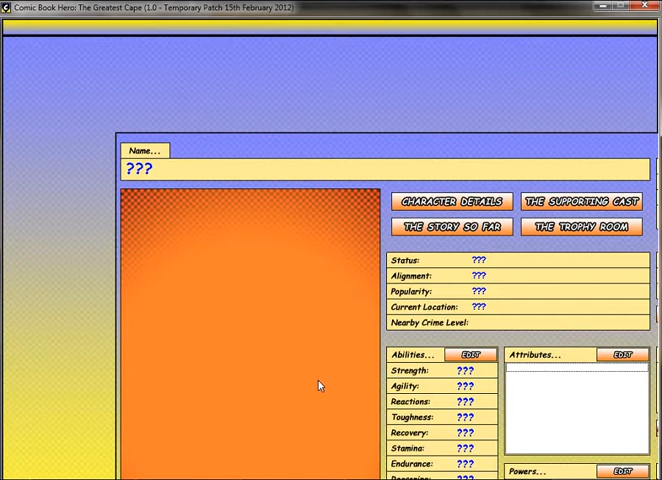 Comic Book Hero: The Greatest Cape (1.0 - Temporary Patch 15th February 2012)
Name...
???
CHARACTER DETAILS
THE SUPPORTING CAST
THE STORY SO FAR
THE TROPHY ROOM
Status: ???
Alignment: ???
Popularity: ???
Current Location: ???
Nearby Crime Level:
Abilities... EDIT
Attributes... EDIT
Strength: ???
Agility: ???
Reactions: ???
Toughness: ???
Recovery: ???
Stamina: ???
Endurance: ???
Powers... EDIT